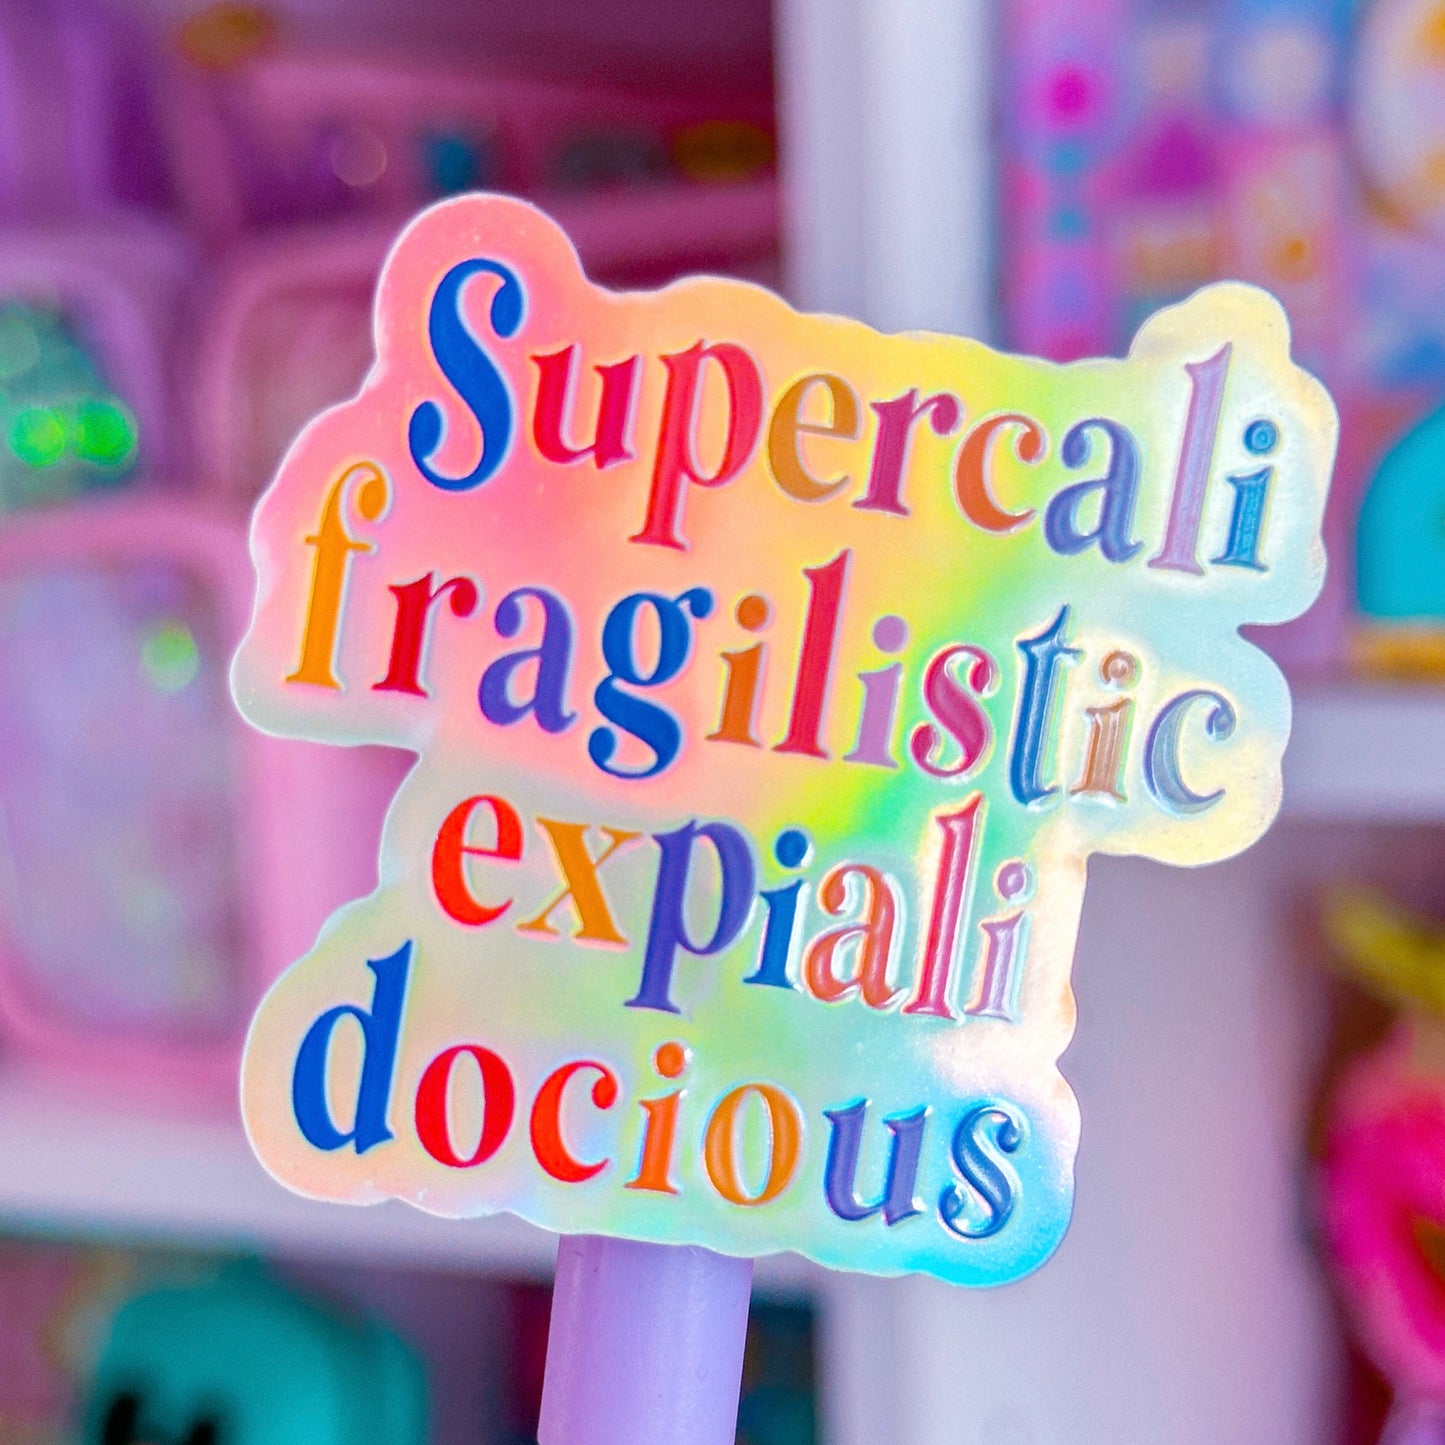 Supercali
fragilistic
expiali
docious